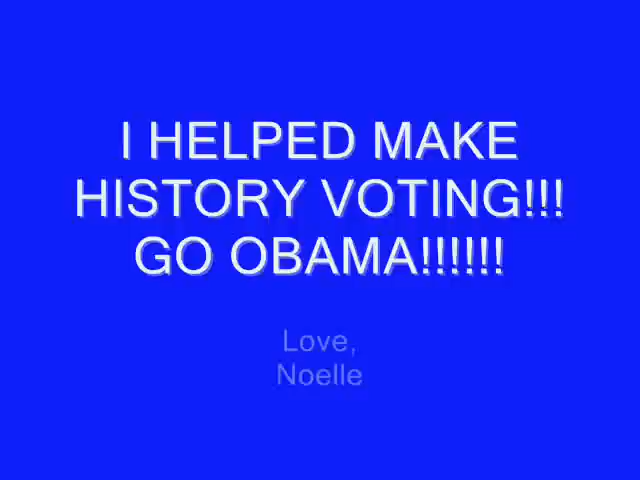 I HELPED MAKE
HISTORY VOTING!!!
GO OBAMA!!!!!!
Love,
Noelle